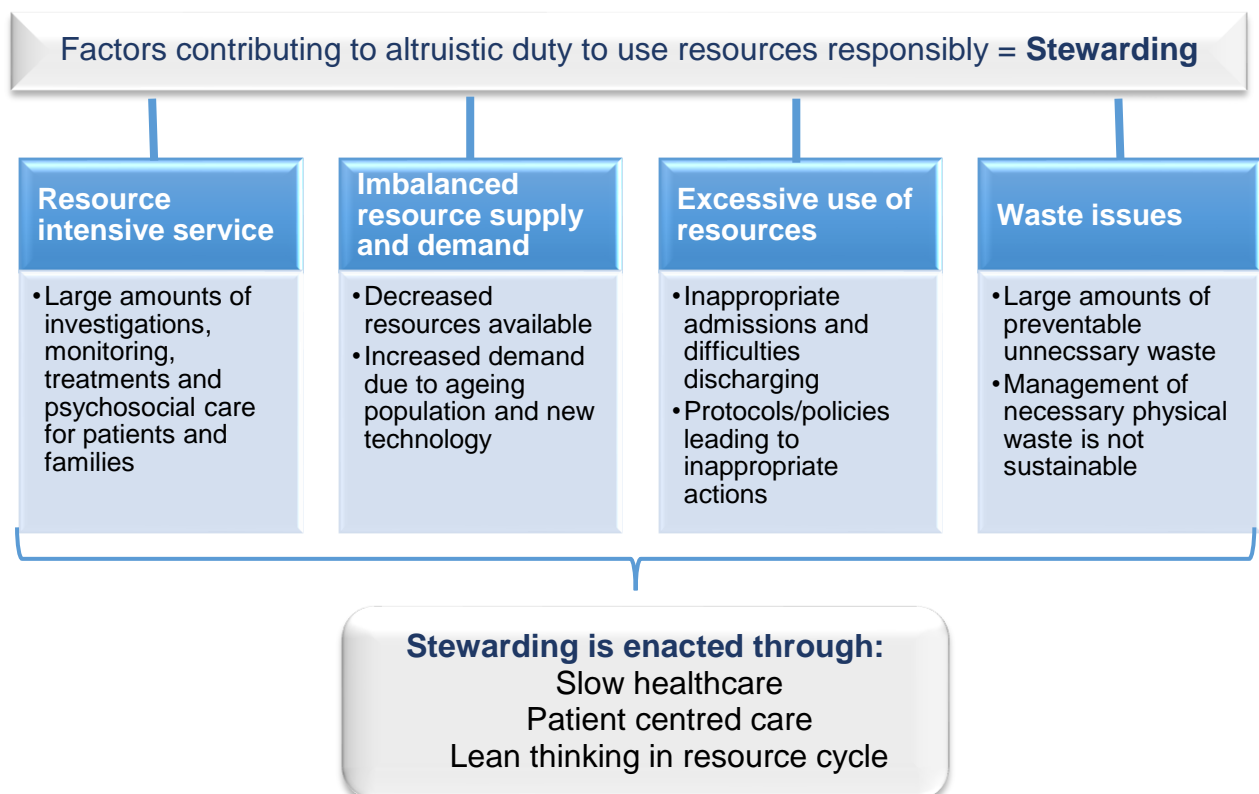 Factors contributing to altruistic duty to use resources responsibly = Stewarding
Resource
intensive service
•Large amounts of
investigations,
monitoring,
treatments and
psychosocial care
for patients and
families
Imbalanced
resource supply
and demand
•Decreased
resources available
•Increased demand
due to ageing
population and new
technology
Excessive use of
resources
•Inappropriate
admissions and
difficulties
discharging
•Protocols/policies
leading to
inappropriate
actions
Waste issues
•Large amounts of
preventable
unnecssary waste
•Management of
necessary physical
waste is not
sustainable
Stewarding is enacted through:
Slow healthcare
Patient centred care
Lean thinking in resource cycle